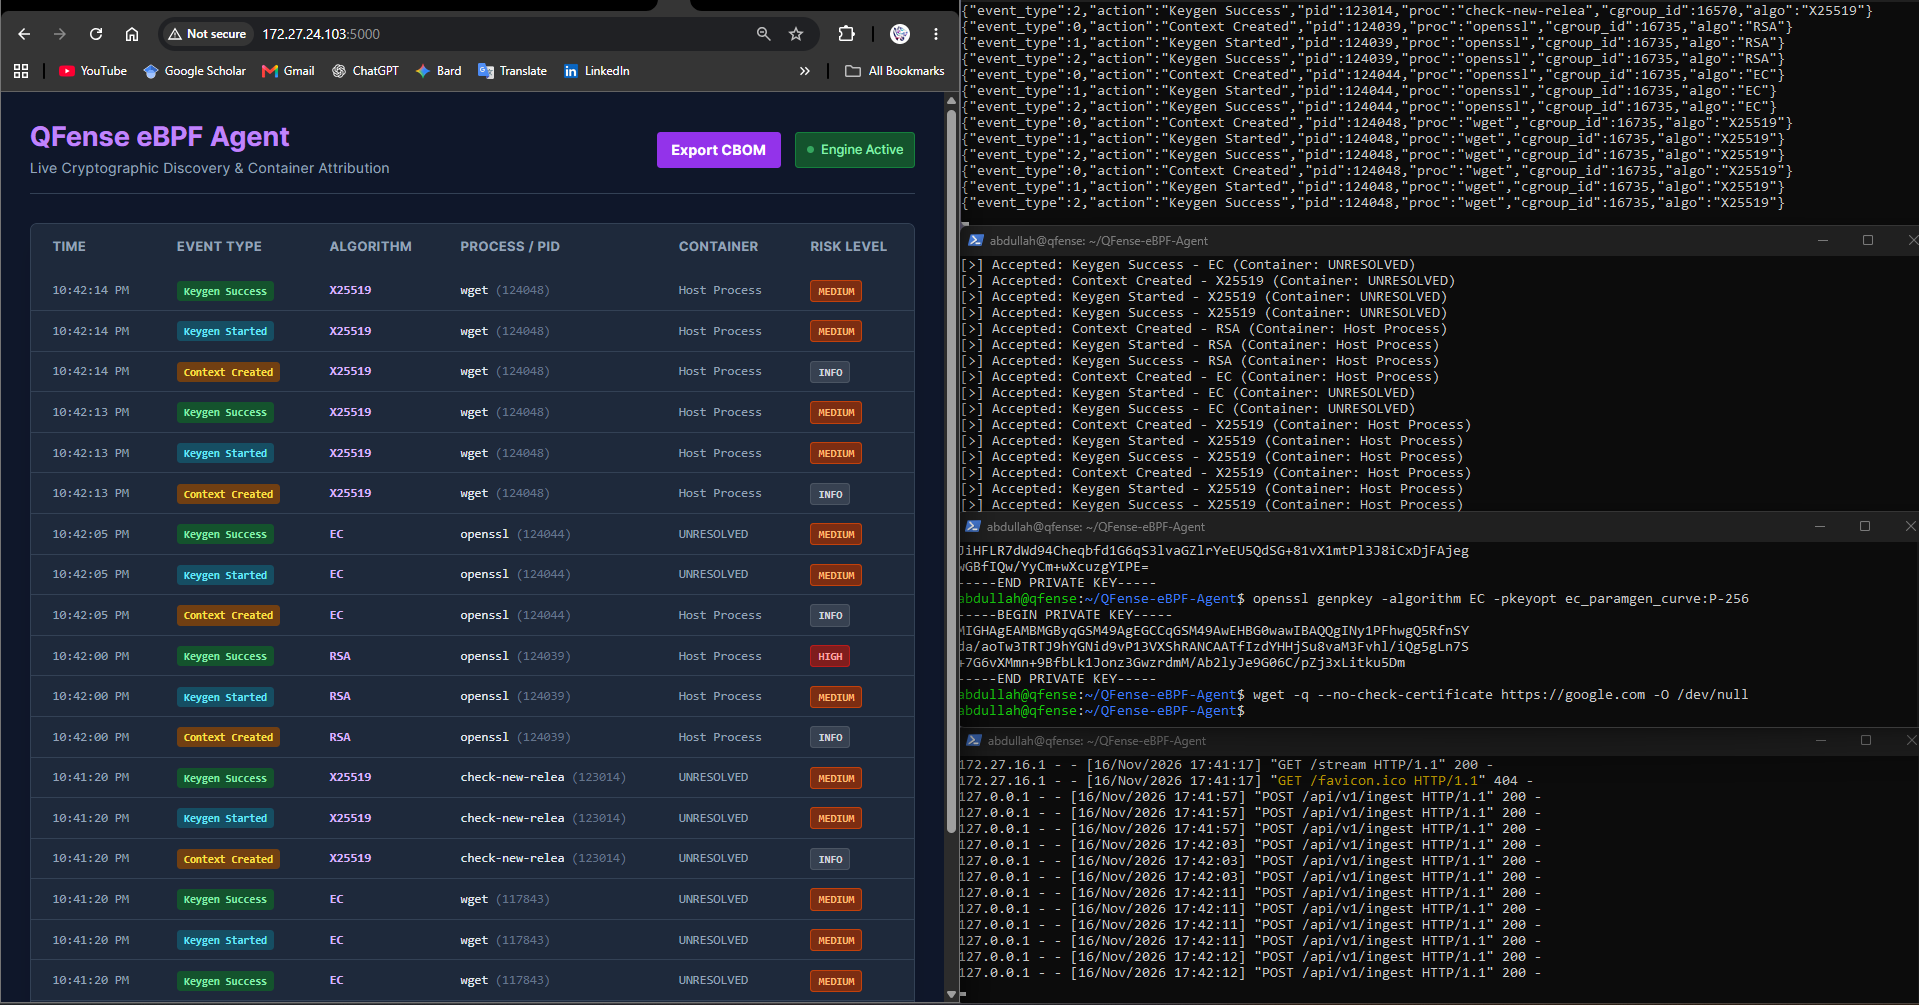 Not secure 172.27.24.103:5000
YouTube Google Scholar Gmail ChatGPT Bard Translate LinkedIn » All Bookmarks
QFense eBPF Agent
Live Cryptographic Discovery & Container Attribution
Export CBOM
Engine Active
TIME EVENT TYPE ALGORITHM PROCESS / PID CONTAINER RISK LEVEL
10:42:14 PM Keygen Success X25519 wget (124048) Host Process MEDIUM
10:42:14 PM Keygen Started X25519 wget (124048) Host Process MEDIUM
10:42:14 PM Context Created X25519 wget (124048) Host Process INFO
10:42:13 PM Keygen Success X25519 wget (124048) Host Process MEDIUM
10:42:13 PM Keygen Started X25519 wget (124048) Host Process MEDIUM
10:42:13 PM Context Created X25519 wget (124048) Host Process INFO
10:42:05 PM Keygen Success EC openssl (124044) UNRESOLVED MEDIUM
10:42:05 PM Keygen Started EC openssl (124044) UNRESOLVED MEDIUM
10:42:05 PM Context Created EC openssl (124044) Host Process INFO
10:42:00 PM Keygen Success RSA openssl (124039) Host Process HIGH
10:42:00 PM Keygen Started RSA openssl (124039) Host Process MEDIUM
10:42:00 PM Context Created RSA openssl (124039) Host Process INFO
10:41:20 PM Keygen Success X25519 check-new-relea (123014) UNRESOLVED MEDIUM
10:41:20 PM Keygen Started X25519 check-new-relea (123014) UNRESOLVED MEDIUM
10:41:20 PM Context Created X25519 check-new-relea (123014) UNRESOLVED INFO
10:41:20 PM Keygen Success EC wget (117843) UNRESOLVED MEDIUM
10:41:20 PM Keygen Started EC wget (117843) UNRESOLVED MEDIUM
10:41:20 PM Keygen Success EC wget (117843) UNRESOLVED MEDIUM
{"event_type":2,"action":"Keygen Success","pid":123014,"proc":"check-new-relea","cgroup_id":16570,"algo":"X25519"}
{"event_type":0,"action":"Context Created","pid":124039,"proc":"openssl","cgroup_id":16735,"algo":"RSA"}
{"event_type":1,"action":"Keygen Started","pid":124039,"proc":"openssl","cgroup_id":16735,"algo":"RSA"}
{"event_type":2,"action":"Keygen Success","pid":124039,"proc":"openssl","cgroup_id":16735,"algo":"RSA"}
{"event_type":0,"action":"Context Created","pid":124044,"proc":"openssl","cgroup_id":16735,"algo":"EC"}
{"event_type":1,"action":"Keygen Started","pid":124044,"proc":"openssl","cgroup_id":16735,"algo":"EC"}
{"event_type":2,"action":"Keygen Success","pid":124044,"proc":"openssl","cgroup_id":16735,"algo":"EC"}
{"event_type":0,"action":"Context Created","pid":124048,"proc":"wget","cgroup_id":16735,"algo":"X25519"}
{"event_type":1,"action":"Keygen Started","pid":124048,"proc":"wget","cgroup_id":16735,"algo":"X25519"}
{"event_type":2,"action":"Keygen Success","pid":124048,"proc":"wget","cgroup_id":16735,"algo":"X25519"}
{"event_type":0,"action":"Context Created","pid":124048,"proc":"wget","cgroup_id":16735,"algo":"X25519"}
{"event_type":1,"action":"Keygen Started","pid":124048,"proc":"wget","cgroup_id":16735,"algo":"X25519"}
{"event_type":2,"action":"Keygen Success","pid":124048,"proc":"wget","cgroup_id":16735,"algo":"X25519"}
abdullah@qfense: ~/QFense-eBPF-Agent
[>] Accepted: Keygen Success - EC (Container: UNRESOLVED)
[>] Accepted: Context Created - X25519 (Container: UNRESOLVED)
[>] Accepted: Keygen Started - X25519 (Container: UNRESOLVED)
[>] Accepted: Keygen Success - X25519 (Container: UNRESOLVED)
[>] Accepted: Context Created - RSA (Container: Host Process)
[>] Accepted: Keygen Started - RSA (Container: Host Process)
[>] Accepted: Keygen Success - RSA (Container: Host Process)
[>] Accepted: Context Created - EC (Container: Host Process)
[>] Accepted: Keygen Started - EC (Container: UNRESOLVED)
[>] Accepted: Keygen Success - EC (Container: UNRESOLVED)
[>] Accepted: Context Created - X25519 (Container: Host Process)
[>] Accepted: Keygen Started - X25519 (Container: Host Process)
[>] Accepted: Keygen Success - X25519 (Container: Host Process)
[>] Accepted: Context Created - X25519 (Container: Host Process)
[>] Accepted: Keygen Started - X25519 (Container: Host Process)
[>] Accepted: Keygen Success - X25519 (Container: Host Process)
abdullah@qfense: ~/QFense-eBPF-Agent
JiHFLR7dWd94Cheqbfd1G6qS3lvaGZlrYeEU5QdSG+81vX1mtPl3J8iCxDjFAjeg
wGBfIQw/YyCm+wXcuzgYIPE=
-----END PRIVATE KEY-----
abdullah@qfense:~/QFense-eBPF-Agent$ openssl genpkey -algorithm EC -pkeyopt ec_paramgen_curve:P-256
-----BEGIN PRIVATE KEY-----
MIGHAgEAMBMGByqGSM49AgEGCCqGSM49AwEHBG0wawIBAQQgINy1PFhwgQ5RfnSY
da/aoTw3TRTJ9hYGNid9vP13VXShRANCAATfIzdYHHjSu8vaM3Fvhl/iQg5gLn7S
+7G6vXMmn+9BfbLk1Jonz3GwzrdmM/Ab2lyJe9G06C/pZj3xLitku5Dm
-----END PRIVATE KEY-----
abdullah@qfense:~/QFense-eBPF-Agent$ wget -q --no-check-certificate https://google.com -O /dev/null
abdullah@qfense:~/QFense-eBPF-Agent$
abdullah@qfense: ~/QFense-eBPF-Agent
172.27.16.1 - - [16/Nov/2026 17:41:17] "GET /stream HTTP/1.1" 200 -
172.27.16.1 - - [16/Nov/2026 17:41:17] "GET /favicon.ico HTTP/1.1" 404 -
127.0.0.1 - - [16/Nov/2026 17:41:57] "POST /api/v1/ingest HTTP/1.1" 200 -
127.0.0.1 - - [16/Nov/2026 17:41:57] "POST /api/v1/ingest HTTP/1.1" 200 -
127.0.0.1 - - [16/Nov/2026 17:41:57] "POST /api/v1/ingest HTTP/1.1" 200 -
127.0.0.1 - - [16/Nov/2026 17:42:03] "POST /api/v1/ingest HTTP/1.1" 200 -
127.0.0.1 - - [16/Nov/2026 17:42:03] "POST /api/v1/ingest HTTP/1.1" 200 -
127.0.0.1 - - [16/Nov/2026 17:42:03] "POST /api/v1/ingest HTTP/1.1" 200 -
127.0.0.1 - - [16/Nov/2026 17:42:11] "POST /api/v1/ingest HTTP/1.1" 200 -
127.0.0.1 - - [16/Nov/2026 17:42:11] "POST /api/v1/ingest HTTP/1.1" 200 -
127.0.0.1 - - [16/Nov/2026 17:42:11] "POST /api/v1/ingest HTTP/1.1" 200 -
127.0.0.1 - - [16/Nov/2026 17:42:11] "POST /api/v1/ingest HTTP/1.1" 200 -
127.0.0.1 - - [16/Nov/2026 17:42:12] "POST /api/v1/ingest HTTP/1.1" 200 -
127.0.0.1 - - [16/Nov/2026 17:42:12] "POST /api/v1/ingest HTTP/1.1" 200 -